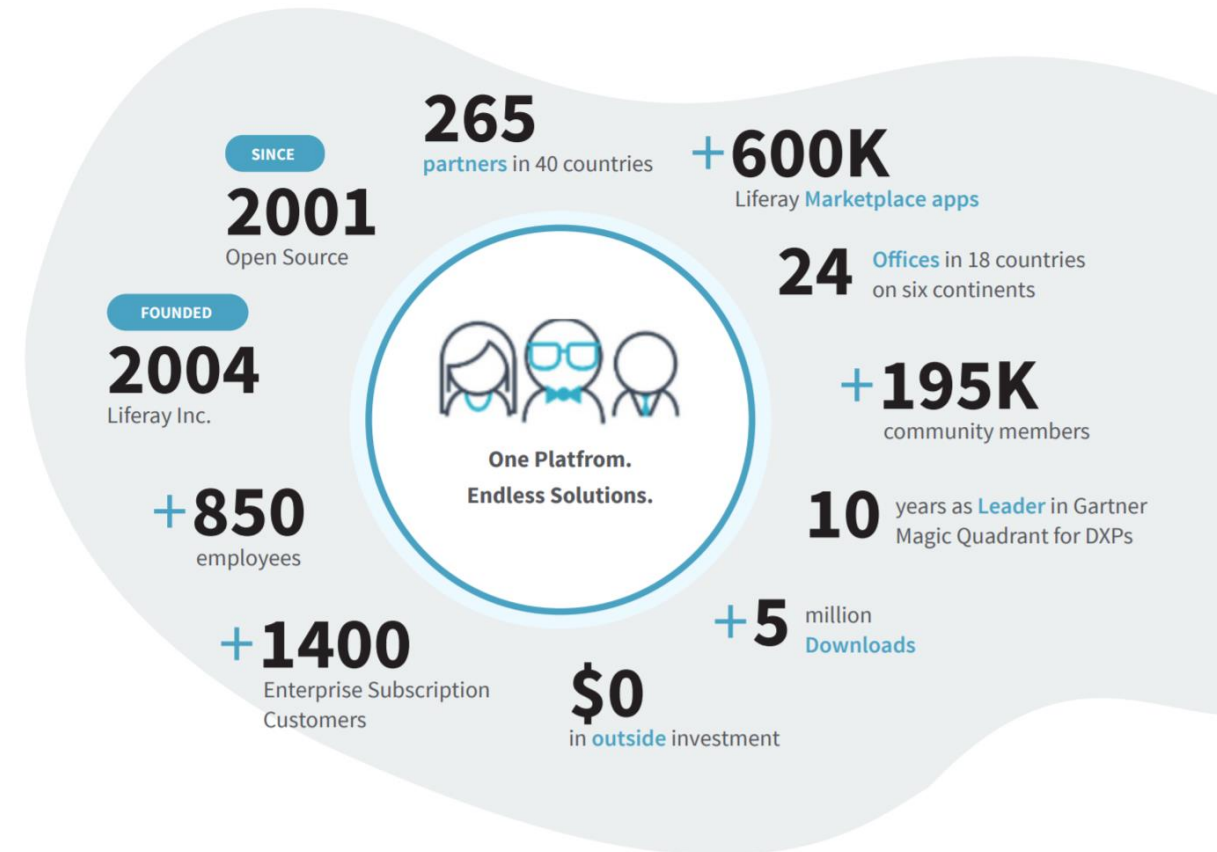 265
partners in 40 countries
+600K
Liferay Marketplace apps
SINCE
2001
Open Source
24
Offices in 18 countries
on six continents
FOUNDED
2004
Liferay Inc.
+195K
community members
One Platfrom.
Endless Solutions.
+850
employees
10
years as Leader in Gartner
Magic Quadrant for DXPs
+5
million
Downloads
+1400
Enterprise Subscription
Customers
$0
in outside investment